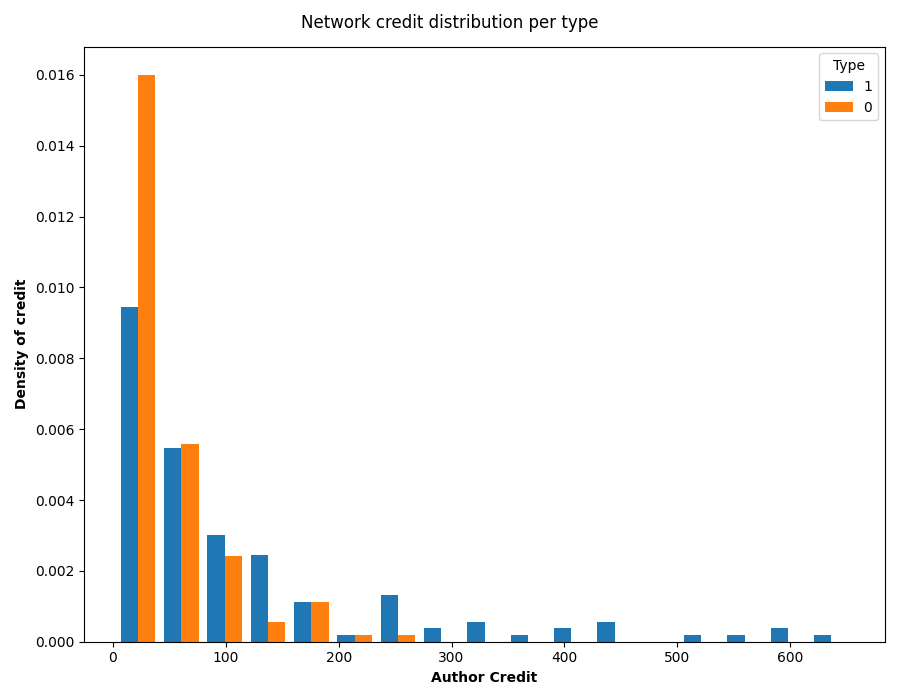 Network credit distribution per type
Type
1
0
0.016
0.014
0.012
0.010
0.008
0.006
0.004
0.002
0.000
Density of credit
0 100 200 300 400 500 600
Author Credit